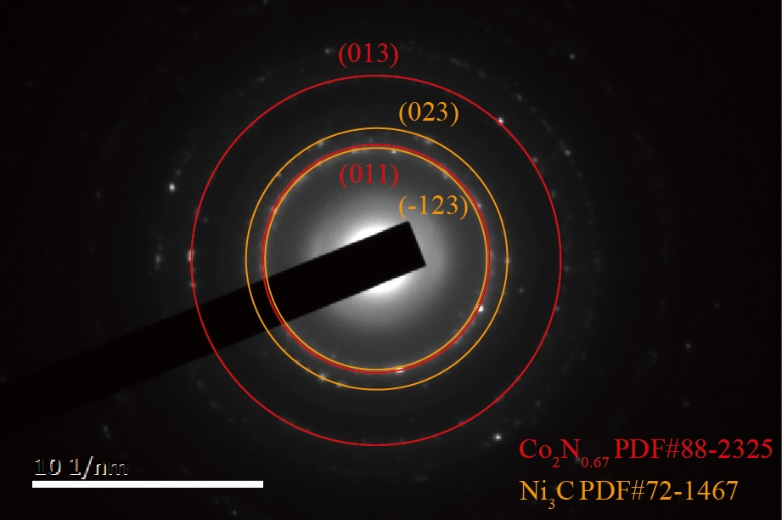 (013)
(023)
(011)
(-123)
10 1/nm
Co₂N₀.₆₇ PDF#88-2325
Ni₃C PDF#72-1467